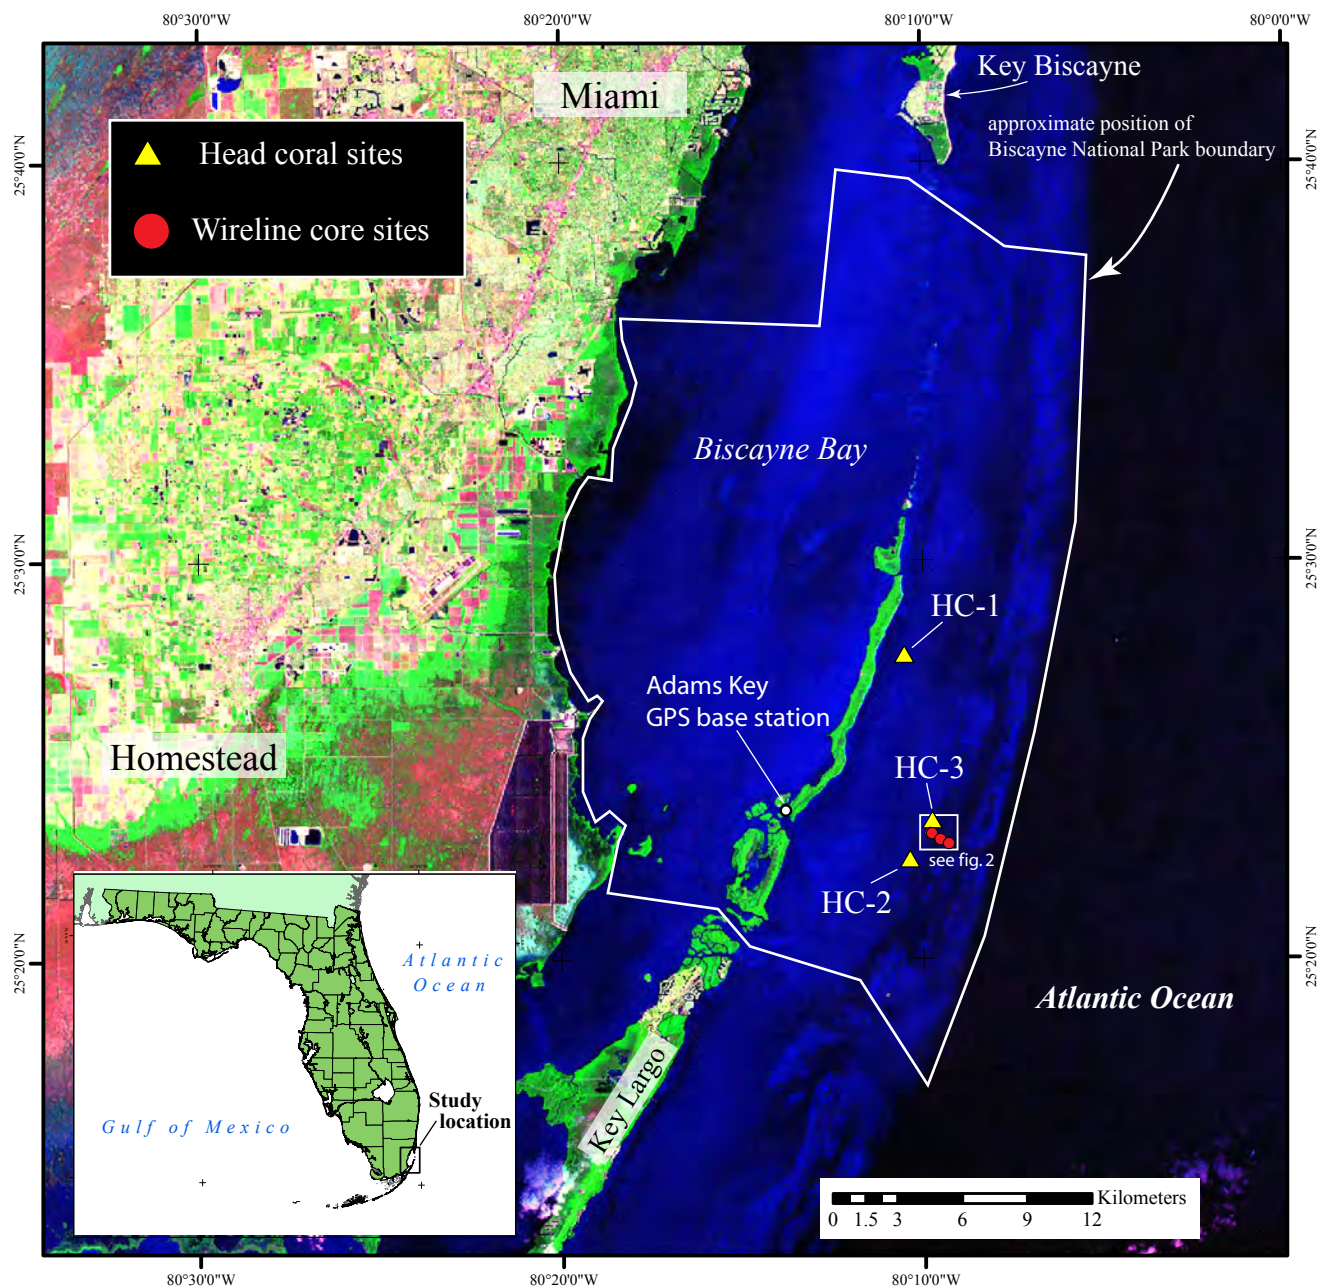 80°30'0"W
80°20'0"W
80°10'0"W
80°0'0"W
Miami
Key Biscayne
approximate position of
Biscayne National Park boundary
Head coral sites
Wireline core sites
25°40'0"N
25°40'0"N
Biscayne Bay
25°30'0"N
25°30'0"N
HC-1
Adams Key
GPS base station
Homestead
HC-3
see fig. 2
HC-2
25°20'0"N
25°20'0"N
Atlantic
Ocean
Atlantic Ocean
Key Largo
Study
location
Gulf of Mexico
Kilometers
0 1.5 3 6 9 12
80°30'0"W
80°20'0"W
80°10'0"W